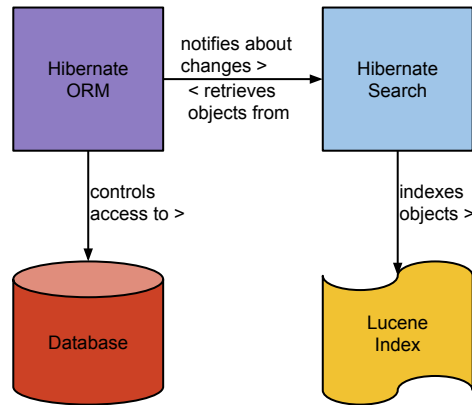 Hibernate
ORM
notifies about
changes >
< retrieves
objects from
Hibernate
Search
controls
access to >
indexes
objects >
Database
Lucene
Index